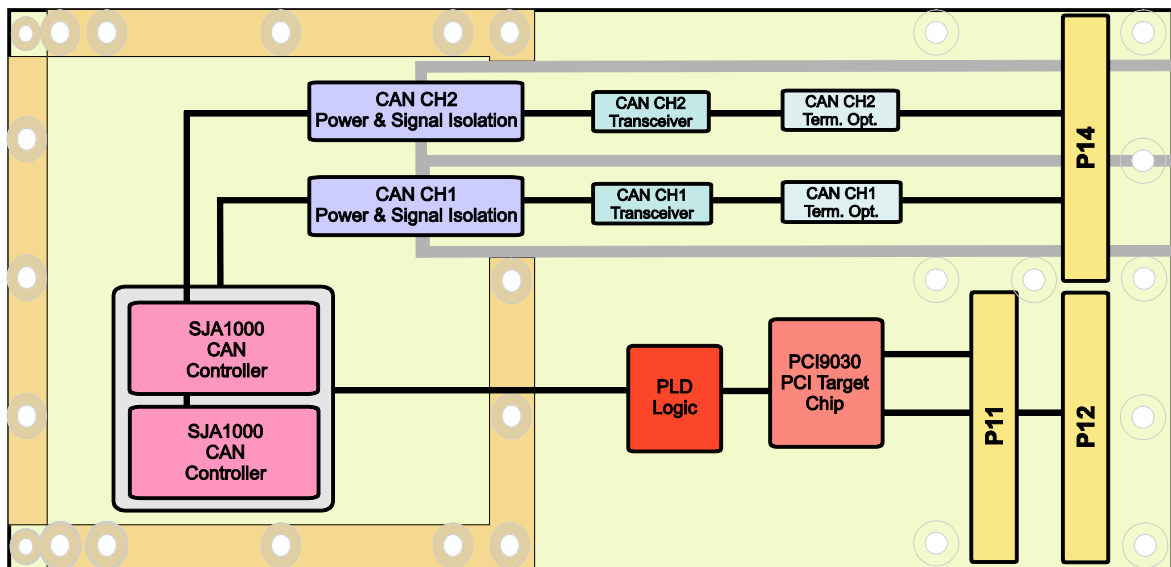 CAN CH2
Power & Signal Isolation
CAN CH2
Transceiver
CAN CH2
Term. Opt.
P14
CAN CH1
Power & Signal Isolation
CAN CH1
Transceiver
CAN CH1
Term. Opt.
SJA1000
CAN
Controller
SJA1000
CAN
Controller
PLD
Logic
PCI9030
PCI Target
Chip
P11
P12